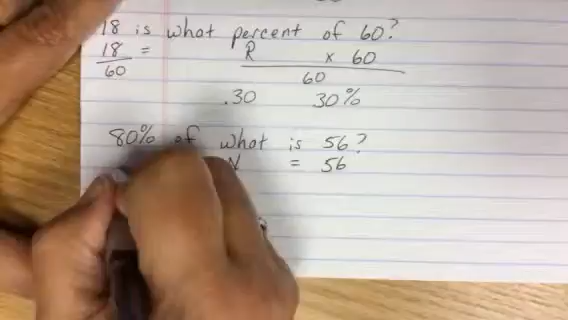 18 is what percent of 60?
18 = R x 60
60 60
.30 30%
80% of what is 56?
N = 56